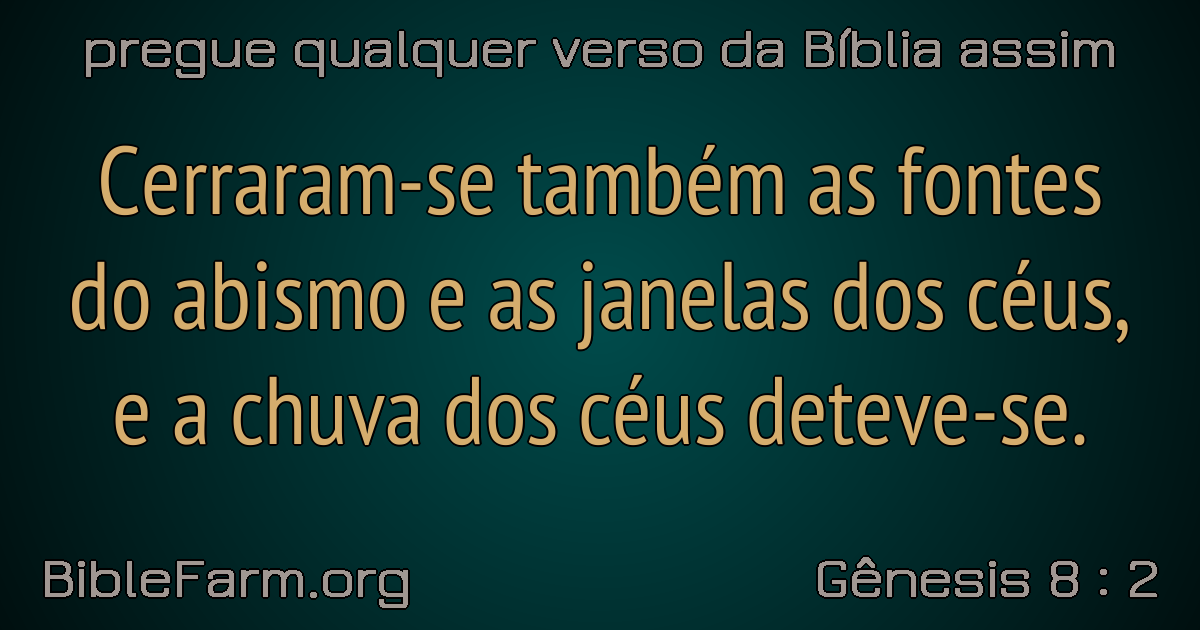 pregue qualquer verso da Bíblia assim
Cerraram-se também as fontes
do abismo e as janelas dos céus,
e a chuva dos céus deteve-se.
BibleFarm.org
Gênesis 8 : 2